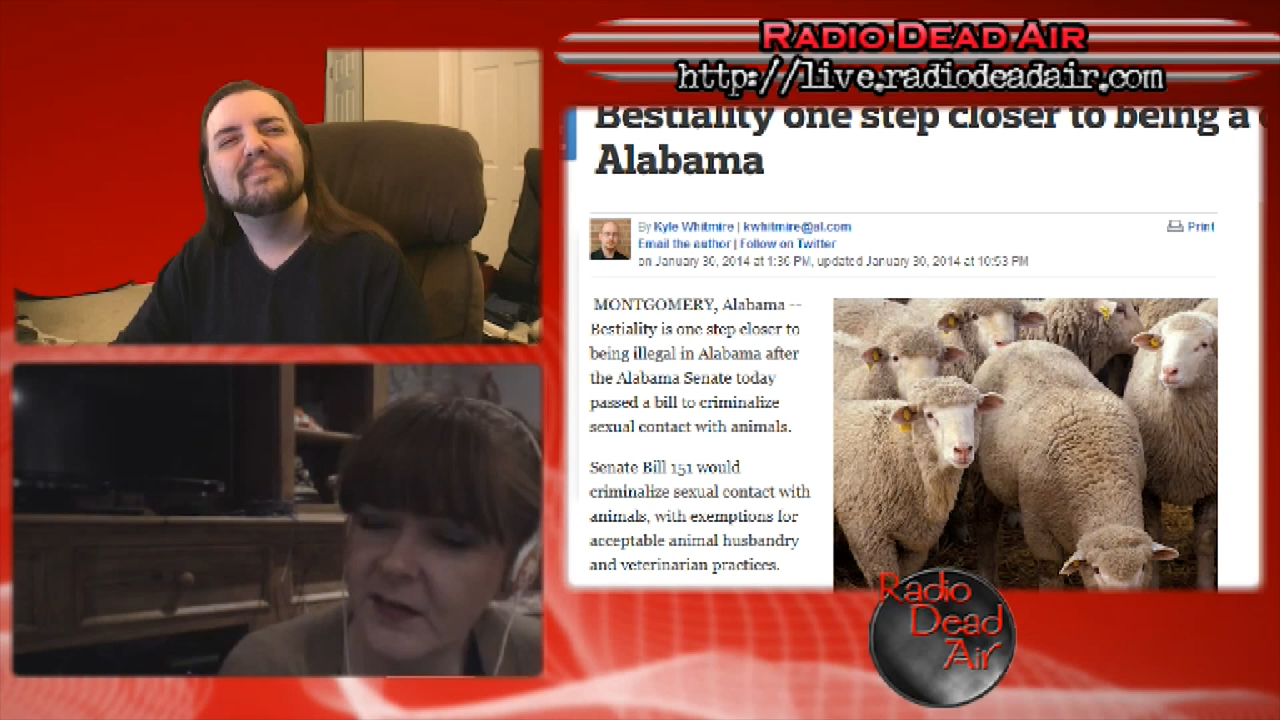 Radio Dead Air
http://live.radiodeadair.com
Bestiality one step closer to being a
Alabama
By Kyle Whitmire | kwhitmire@al.com
Email the author | Follow on Twitter
on January 30, 2014 at 1:36 PM, updated January 30, 2014 at 10:53 PM
Print
MONTGOMERY, Alabama --
Bestiality is one step closer to
being illegal in Alabama after
the Alabama Senate today
passed a bill to criminalize
sexual contact with animals.
Senate Bill 151 would
criminalize sexual contact with
animals, with exemptions for
acceptable animal husbandry
and veterinarian practices.
Radio
Dead
Air